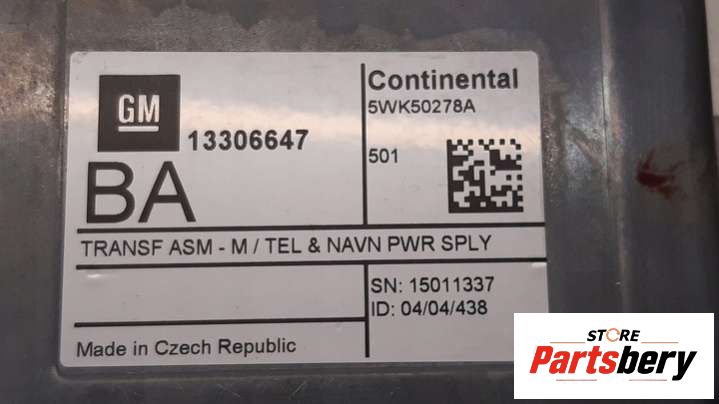 GM
13306647
BA
Continental
5WK50278A
501
TRANSF ASM - M / TEL & NAVN PWR SPLY
SN: 15011337
ID: 04/04/438
Made in Czech Republic
STORE
Partsbery